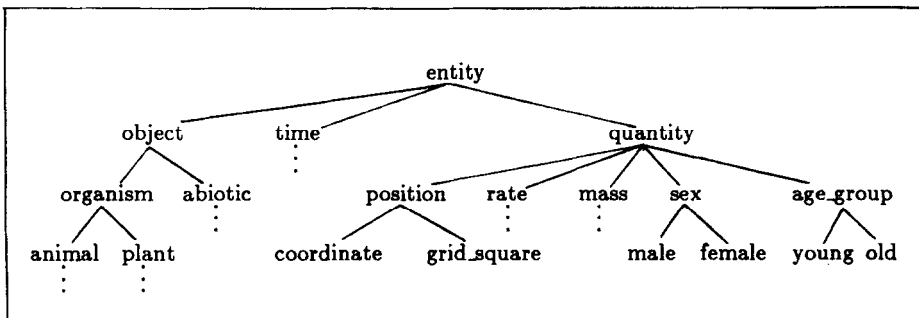 entity
object time quantity
organism abiotic position rate mass sex age_group
animal plant coordinate grid_square male female young old